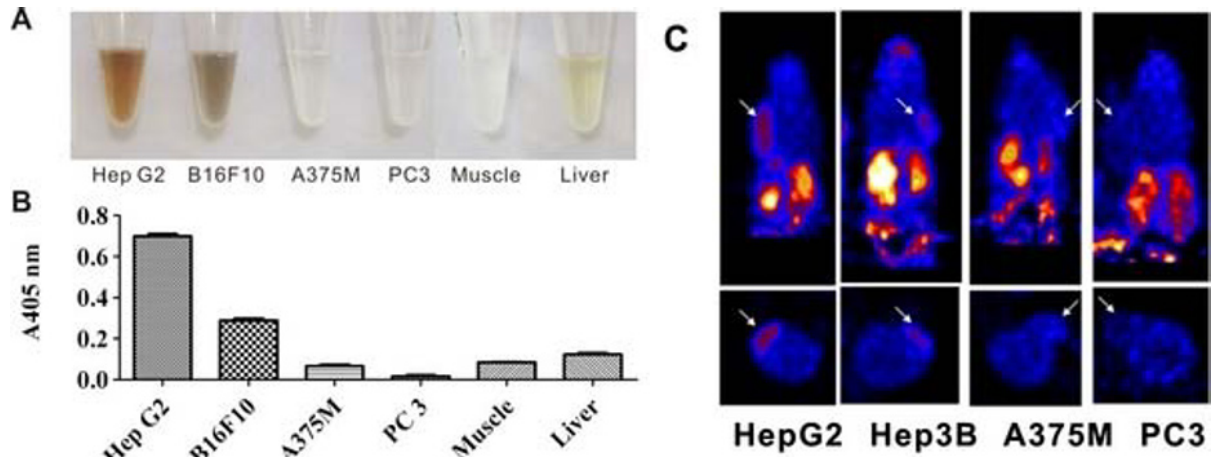 A
Hep G2 B16F10 A375M PC3 Muscle Liver
B
A405 nm
0.8
0.6
0.4
0.2
0.0
Hep G2 B16F10 A375M PC 3 Muscle Liver
C
HepG2 Hep3B A375M PC3